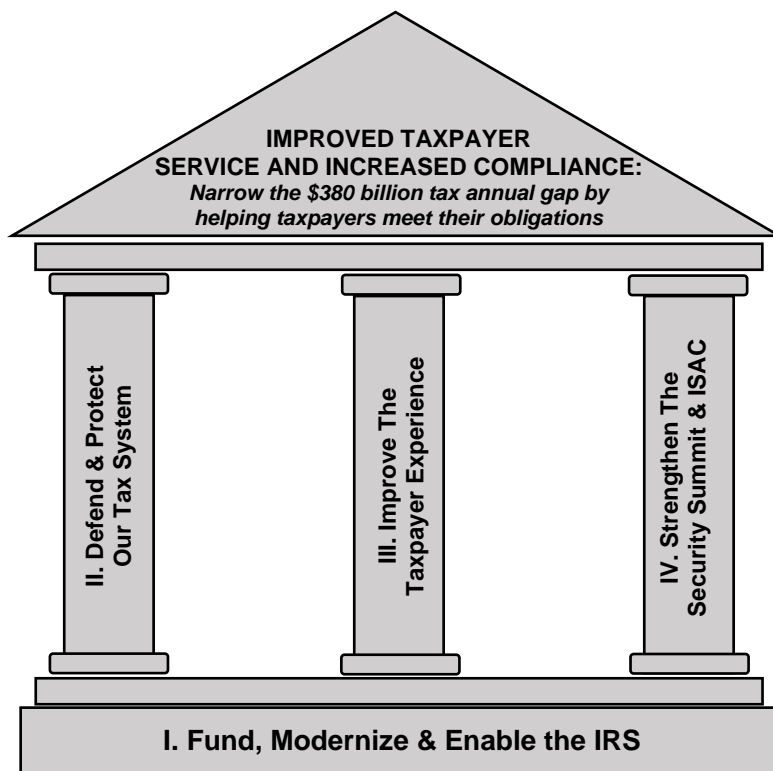 IMPROVED TAXPAYER
SERVICE AND INCREASED COMPLIANCE:
Narrow the $380 billion tax annual gap by
helping taxpayers meet their obligations
II. Defend & Protect
Our Tax System
III. Improve The
Taxpayer Experience
IV. Strengthen The
Security Summit & ISAC
I. Fund, Modernize & Enable the IRS